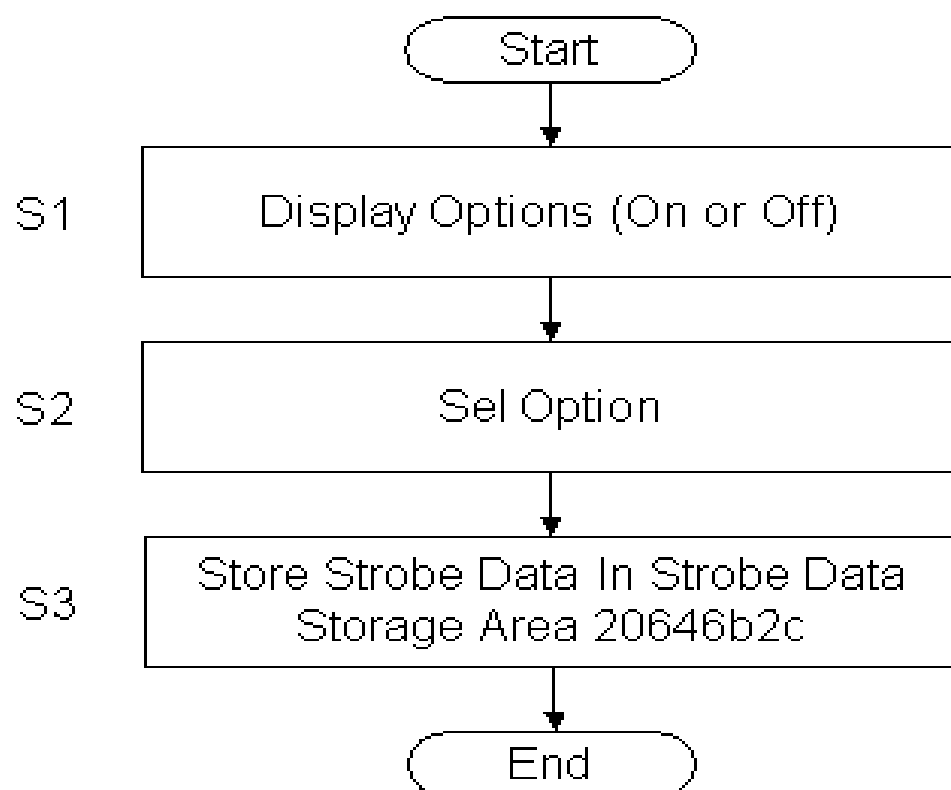 Start
S1
Display Options (On or Off)
S2
Sel Option
S3
Store Strobe Data In Strobe Data
Storage Area 20646b2c
End